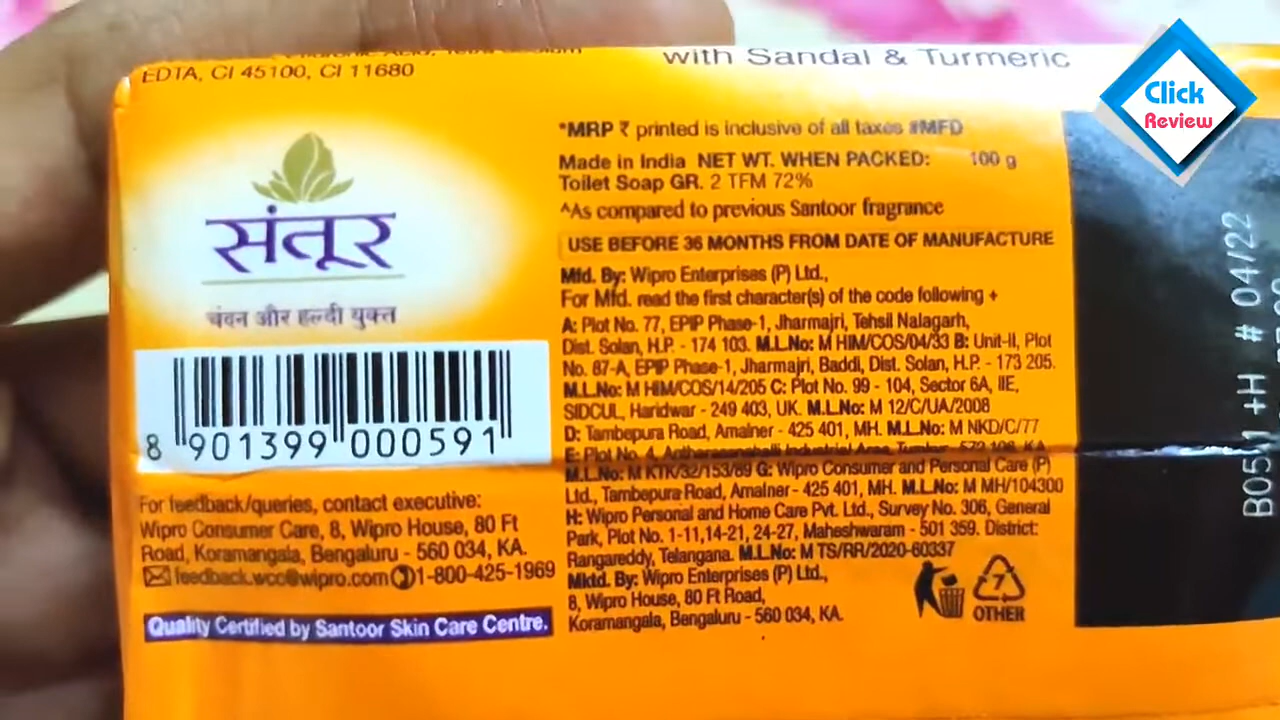 EDTA, CI 45100, CI 11680
with Sandal & Turmeric
Click
Review
संतूर
चंदन और हल्दी युक्त
8 901399 000591
For feedback/queries, contact executive:
Wipro Consumer Care, 8, Wipro House, 80 Ft
Road, Koramangala, Bengaluru - 560 034, KA.
feedback.wcc@wipro.com 1-800-425-1969
Quality Certified by Santoor Skin Care Centre.
*MRP ₹ printed is inclusive of all taxes #MFD
Made in India NET WT. WHEN PACKED: 100 g
Toilet Soap GR. 2 TFM 72%
^As compared to previous Santoor fragrance
USE BEFORE 36 MONTHS FROM DATE OF MANUFACTURE
Mfd. By: Wipro Enterprises (P) Ltd.,
For Mfd. read the first character(s) of the code following +
A: Plot No. 77, EPIP Phase-1, Jharmajri, Tehsil Nalagarh,
Dist. Solan, H.P. - 174 103. M.L.No: M HIM/COS/04/33 B: Unit-II, Plot
No. 87-A, EPIP Phase-1, Jharmajri, Baddi, Dist. Solan, H.P. - 173 205.
M.L.No: M HIM/COS/14/205 C: Plot No. 99 - 104, Sector 6A, IIE,
SIDCUL, Haridwar - 249 403, UK. M.L.No: M 12/C/UA/2008
D: Tambepura Road, Amalner - 425 401, MH. M.L.No: M NKD/C/77
E: Plot No. 4, Industrial Area, Tumkur 572 106, KA
M.L.No: M KTK/32/153/89 G: Wipro Consumer and Personal Care (P)
Ltd., Tambepura Road, Amalner - 425 401, MH. M.L.No: M MH/104300
H: Wipro Personal and Home Care Pvt. Ltd., Survey No. 306, General
Park, Plot No. 1-11,14-21, 24-27, Maheshwaram - 501 359. District:
Rangareddy, Telangana. M.L.No: M TS/RR/2020-60337
Mktd. By: Wipro Enterprises (P) Ltd.,
8, Wipro House, 80 Ft Road,
Koramangala, Bengaluru - 560 034, KA.
7
OTHER
+H # 04/22